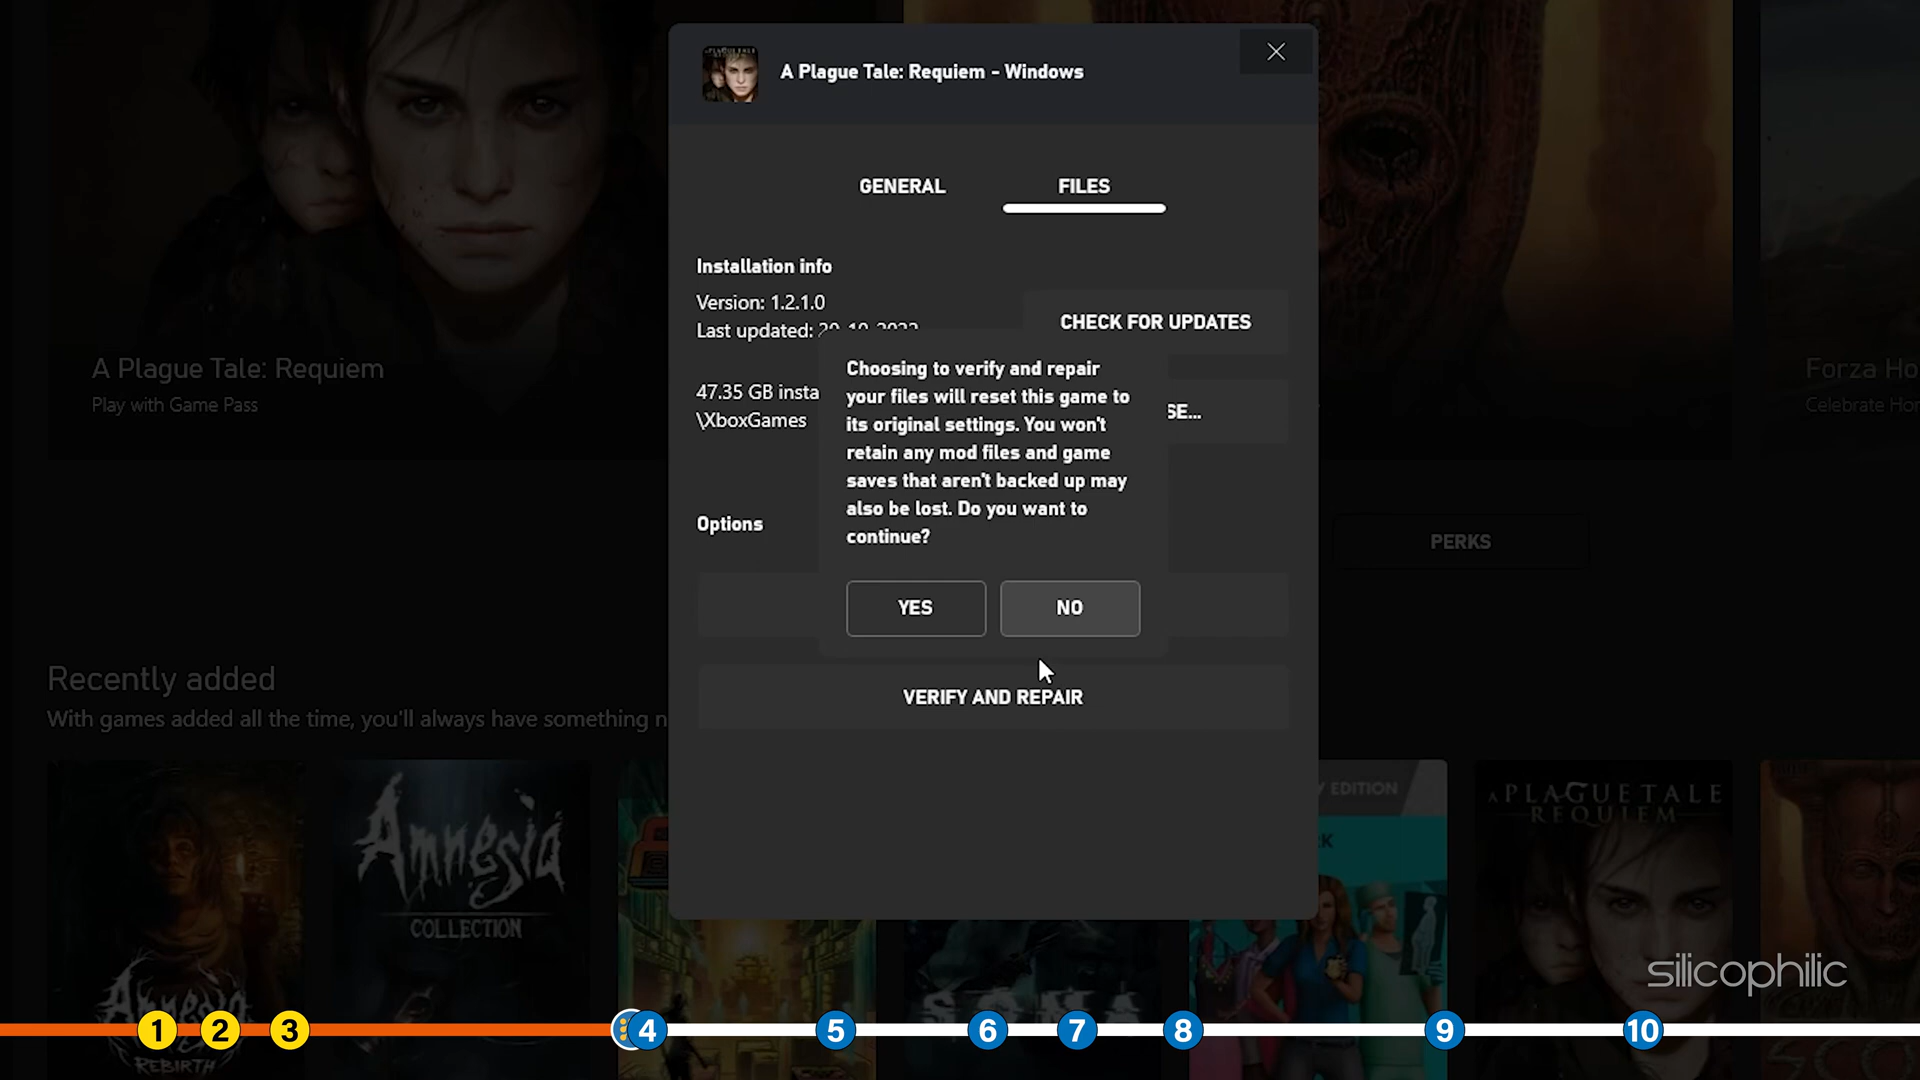 A Plague Tale: Requiem - Windows
GENERAL
FILES
Installation info
Version: 1.2.1.0
Last updated: 20-10-2022
CHECK FOR UPDATES
A Plague Tale: Requiem
Play with Game Pass
47.35 GB insta
\XboxGames
SE...
Choosing to verify and repair
your files will reset this game to
its original settings. You won't
retain any mod files and game
saves that aren't backed up may
also be lost. Do you want to
continue?
Forza Ho
Celebrate Hor
Options
PERKS
YES
NO
VERIFY AND REPAIR
Recently added
With games added all the time, you'll always have something n
AMNESIA
REBIRTH
AMNESIA
COLLECTION
EDITION
A PLAGUE TALE
REQUIEM
silicophilic
1
2
3
4
5
6
7
8
9
10